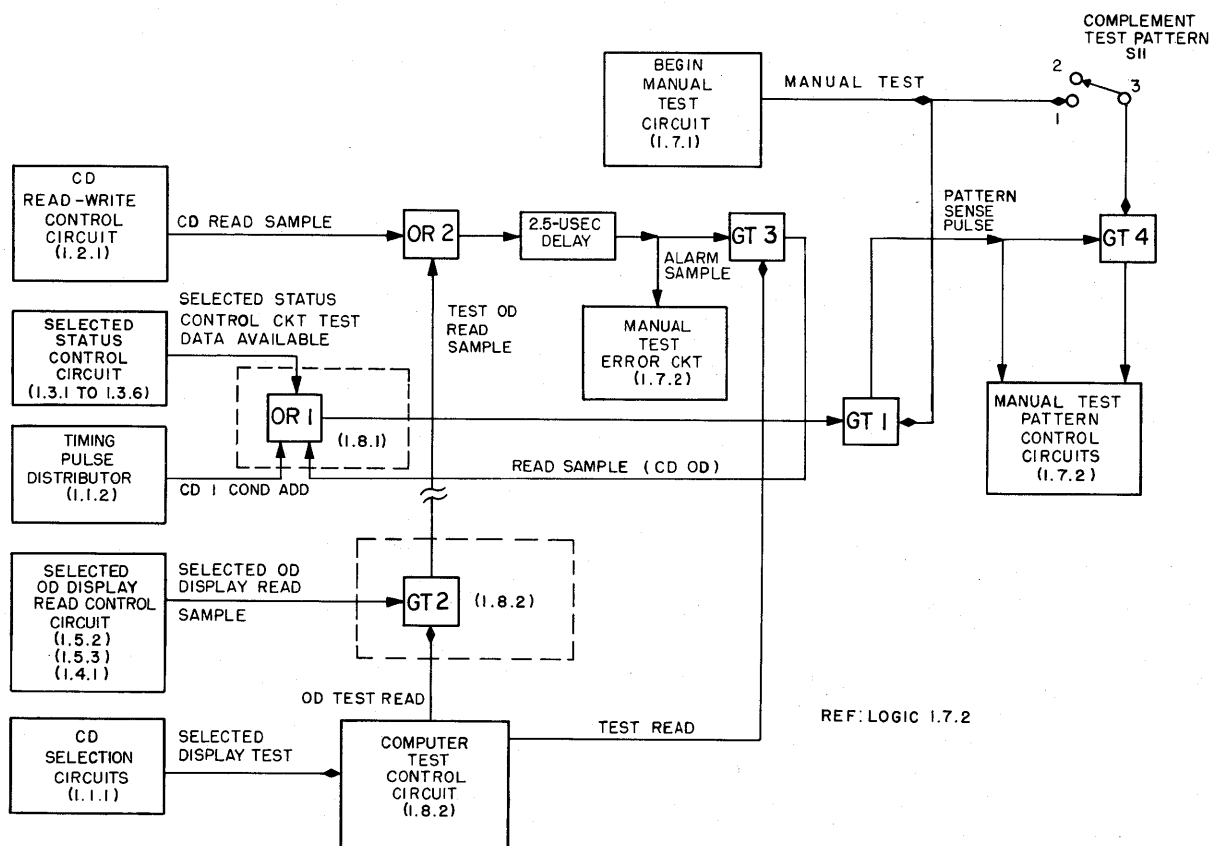 COMPLEMENT
TEST PATTERN
S11
2
3
1
BEGIN
MANUAL
TEST
CIRCUIT
(1.7.1)
MANUAL TEST
CD
READ-WRITE
CONTROL
CIRCUIT
(1.2.1)
CD READ SAMPLE
OR 2
2.5-USEC
DELAY
GT 3
ALARM
SAMPLE
PATTERN
SENSE
PULSE
GT 4
SELECTED STATUS
CONTROL CKT TEST
DATA AVAILABLE
TEST OD
READ
SAMPLE
MANUAL
TEST
ERROR CKT
(1.7.2)
SELECTED
STATUS
CONTROL
CIRCUIT
(1.3.1 TO 1.3.6)
OR 1
(1.8.1)
GT 1
MANUAL TEST
PATTERN
CONTROL
CIRCUITS
(1.7.2)
TIMING
PULSE
DISTRIBUTOR
(1.1.2)
CD 1 COND ADD
READ SAMPLE (CD OD)
SELECTED
OD DISPLAY
READ CONTROL
CIRCUIT
(1.5.2)
(1.5.3)
(1.4.1)
SELECTED OD
DISPLAY READ
SAMPLE
GT2
(1.8.2)
OD TEST READ
CD
SELECTION
CIRCUITS
(1.1.1)
SELECTED
DISPLAY TEST
COMPUTER
TEST
CONTROL
CIRCUIT
(1.8.2)
TEST READ
REF: LOGIC 1.7.2